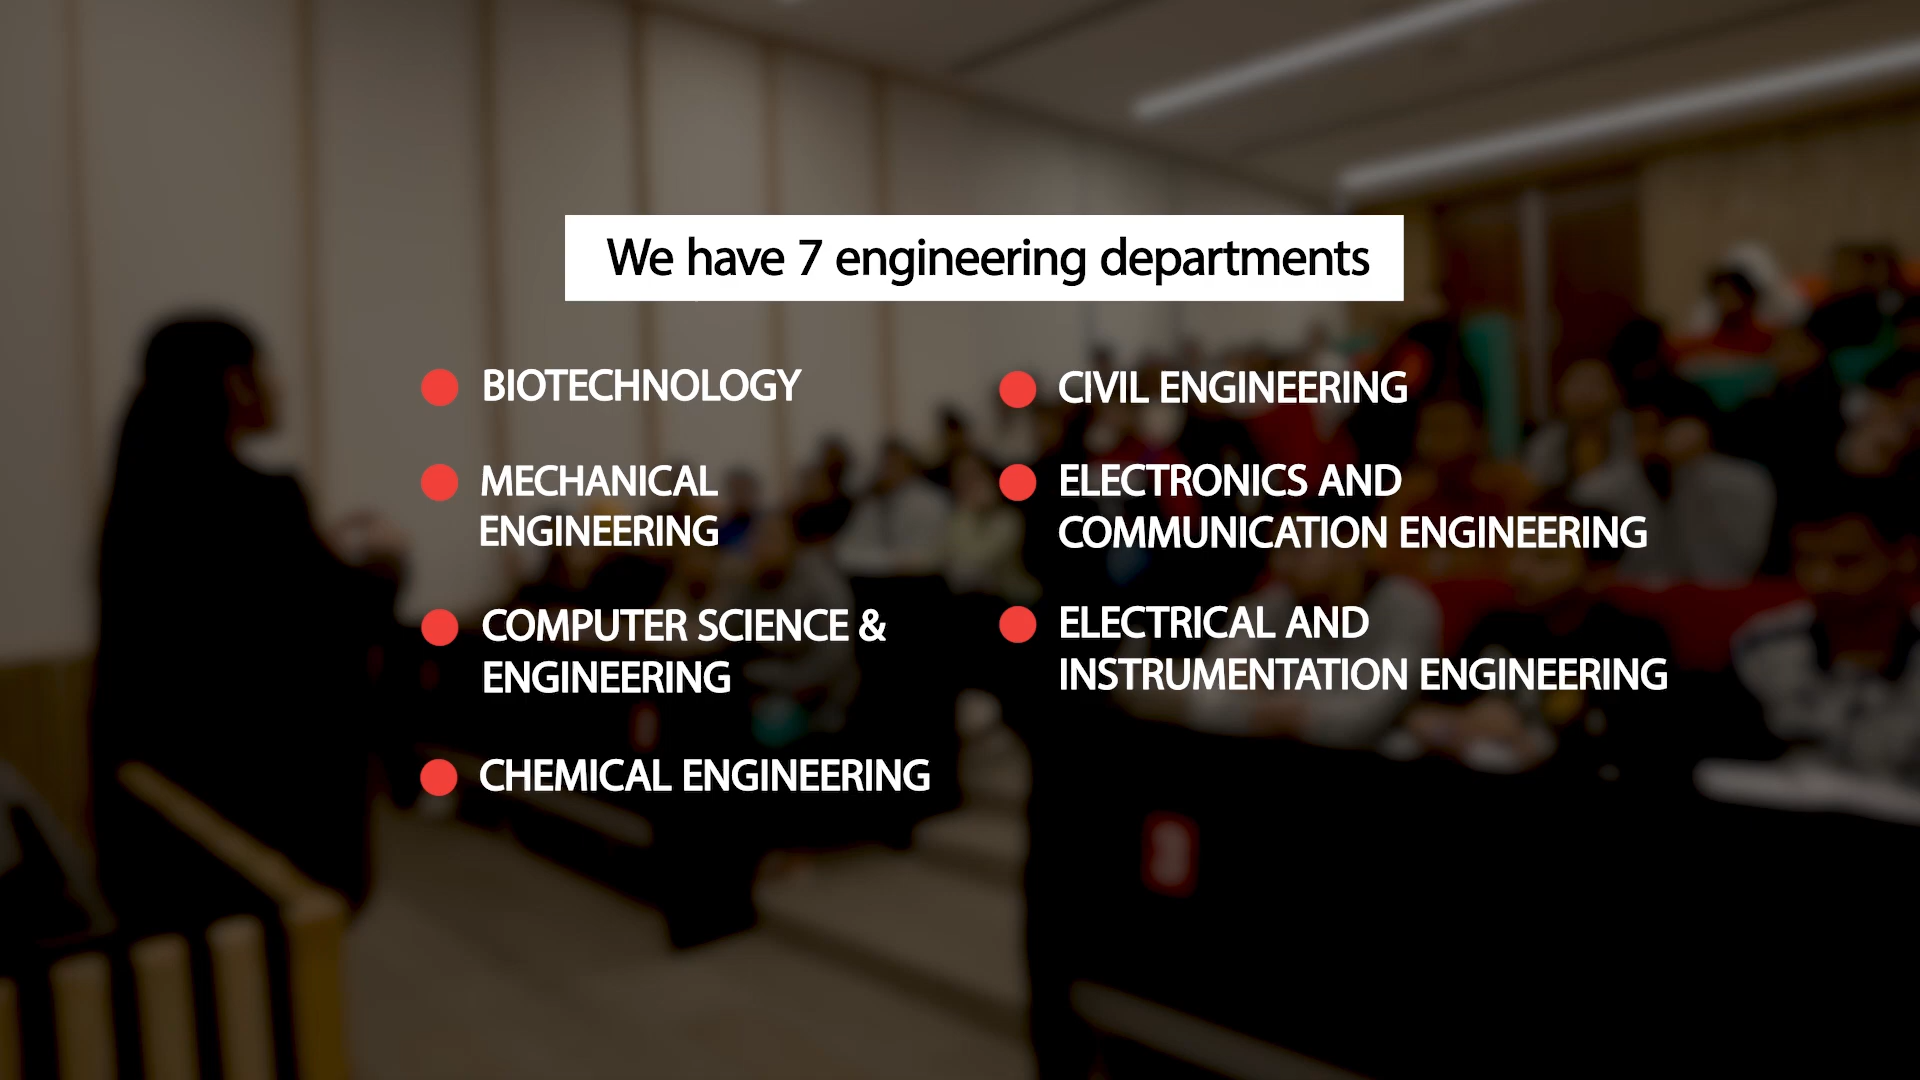 We have 7 engineering departments
BIOTECHNOLOGY
MECHANICAL
ENGINEERING
COMPUTER SCIENCE &
ENGINEERING
CHEMICAL ENGINEERING
CIVIL ENGINEERING
ELECTRONICS AND
COMMUNICATION ENGINEERING
ELECTRICAL AND
INSTRUMENTATION ENGINEERING